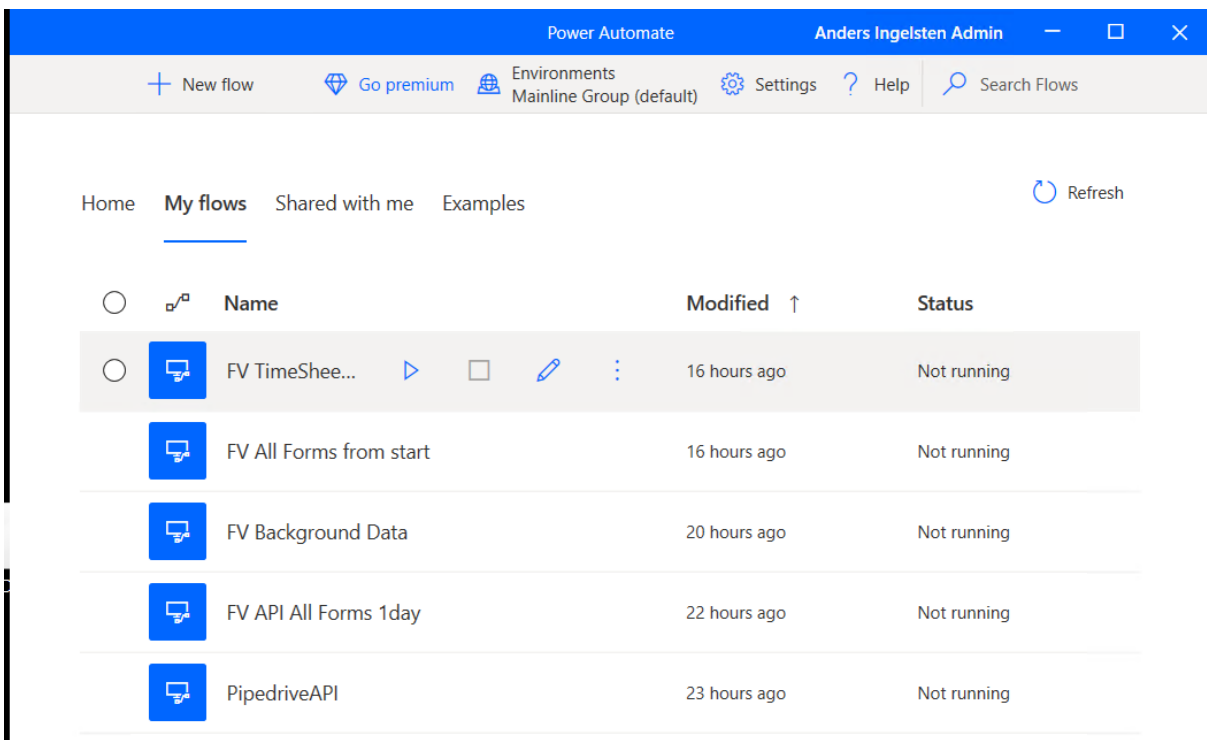 Power Automate
Anders Ingelsten Admin
New flow
Go premium
Environments
Mainline Group (default)
Settings
Help
Search Flows
Home
My flows
Shared with me
Examples
Refresh
Name
Modified ↑
Status
FV TimeShee...
16 hours ago
Not running
FV All Forms from start
16 hours ago
Not running
FV Background Data
20 hours ago
Not running
FV API All Forms 1day
22 hours ago
Not running
PipedriveAPI
23 hours ago
Not running